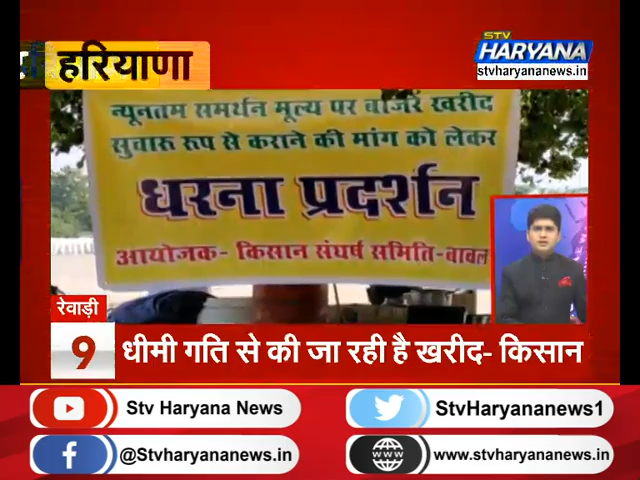 हरियाणा
STV
HARYANA
stvharyananews.in
न्यूनतम समर्थन मूल्य पर बाजरे खरीद
सुचारू रूप से कराने की मांग को लेकर
धरना प्रदर्शन
आयोजक- किसान संघर्ष समिति-बावल
रेवाड़ी
9
धीमी गति से की जा रही है खरीद- किसान
Stv Haryana News
StvHaryananews1
@Stvharyananews.in
www.stvharyananews.in